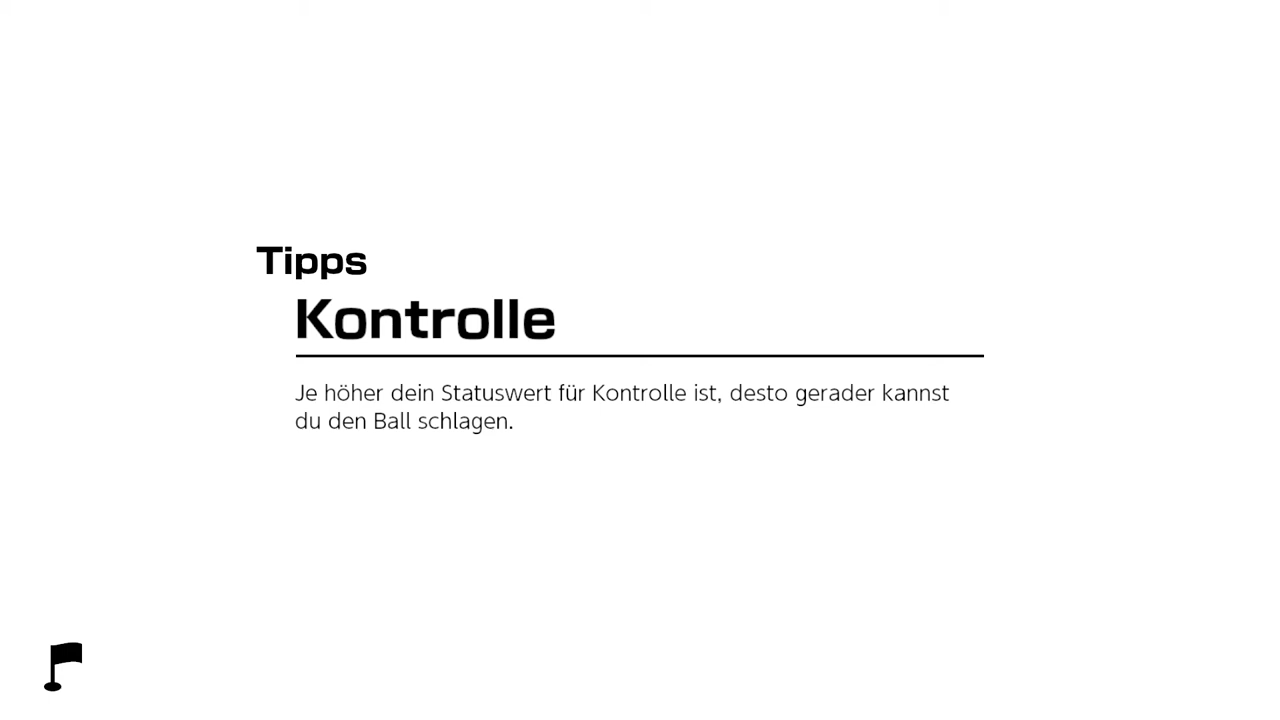 Tipps
Kontrolle
Je höher dein Statuswert für Kontrolle ist, desto gerader kannst
du den Ball schlagen.